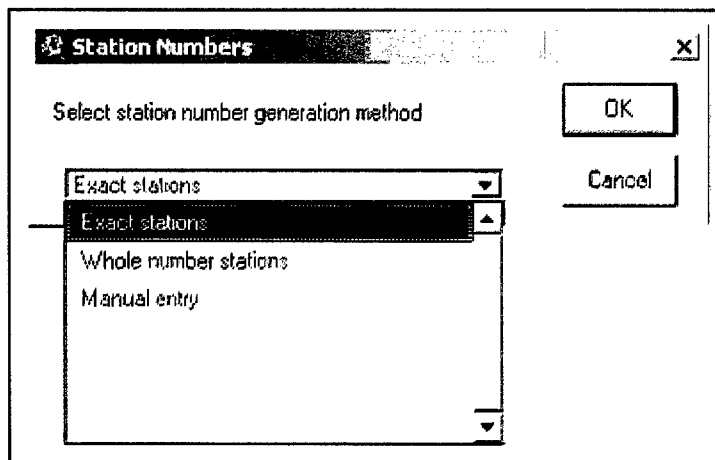 Station Numbers
Select station number generation method
OK
Exact stations
Cancel
Exact stations
Whole number stations
Manual entry